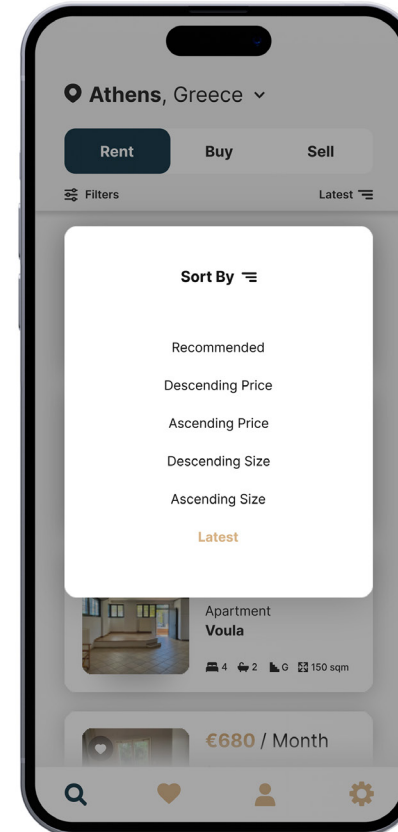 Athens, Greece
Rent Buy Sell
Filters Latest
Sort By
Recommended
Descending Price
Ascending Price
Descending Size
Ascending Size
Latest
Apartment
Voula
4 2 G 150 sqm
€680 / Month